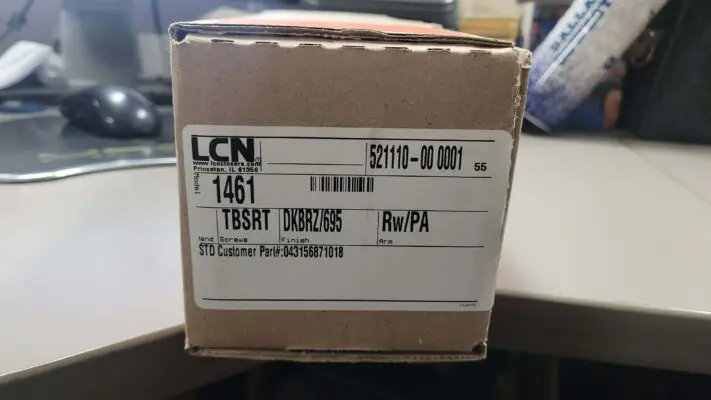 DALLAS
LCN
www.lcnclosers.com
Princeton, IL 61356
521110-00 0001 55
Model
1461
TBSRT DKBRZ/695 Rw/PA
Hand Screws Finish Arm
STD Customer Part#:043156871018